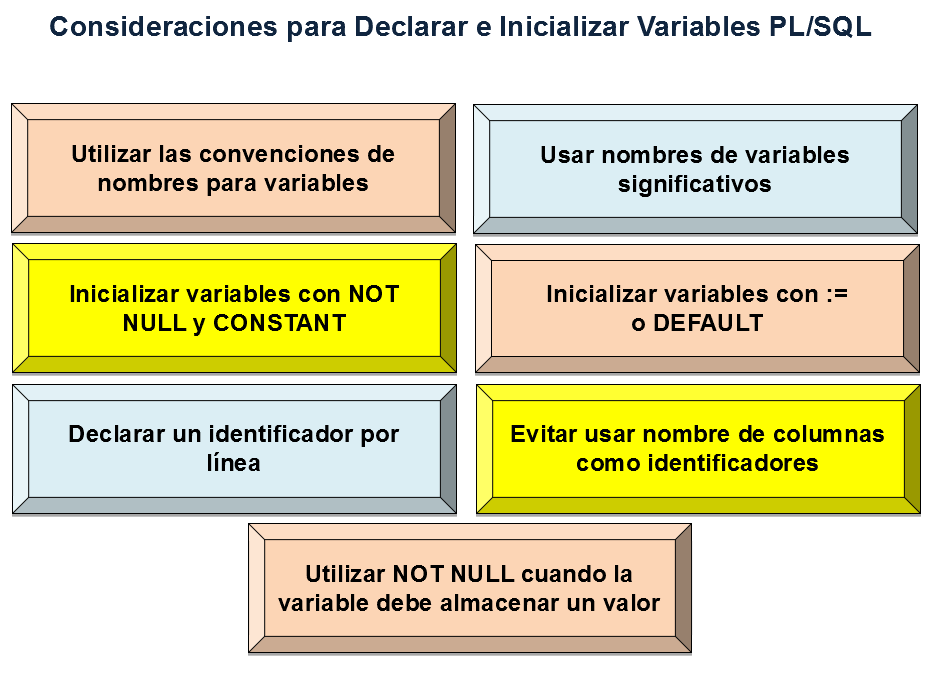 Consideraciones para Declarar e Inicializar Variables PL/SQL
Utilizar las convenciones de
nombres para variables
Usar nombres de variables
significativos
Inicializar variables con NOT
NULL y CONSTANT
Inicializar variables con :=
o DEFAULT
Declarar un identificador por
línea
Evitar usar nombre de columnas
como identificadores
Utilizar NOT NULL cuando la
variable debe almacenar un valor